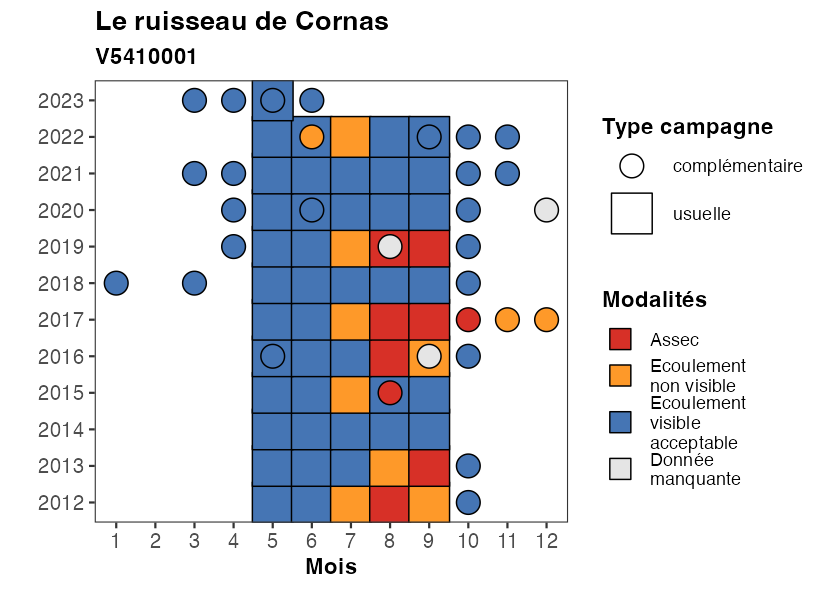 Le ruisseau de Cornas
V5410001
2023
2022
2021
2020
2019
2018
2017
2016
2015
2014
2013
2012
1 2 3 4 5 6 7 8 9 10 11 12
Mois
Type campagne
complémentaire
usuelle
Modalités
Assec
Ecoulement
non visible
Ecoulement
visible
acceptable
Donnée
manquante